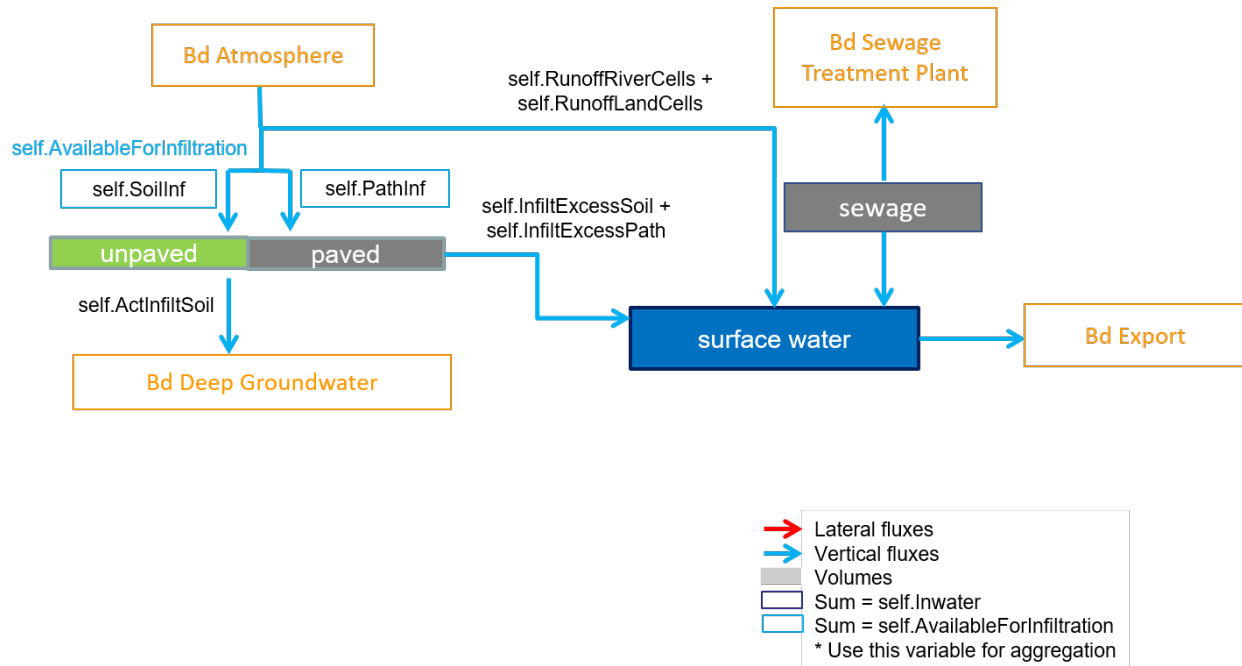 Bd Atmosphere
Bd Sewage
Treatment Plant
self.RunoffRiverCells +
self.RunoffLandCells
self.AvailableForInfiltration
self.SoilInf
self.PathInf
self.InfiltExcessSoil +
self.InfiltExcessPath
sewage
unpaved
paved
self.ActInfiltSoil
surface water
Bd Export
Bd Deep Groundwater
Lateral fluxes
Vertical fluxes
Volumes
Sum = self.Inwater
Sum = self.AvailableForInfiltration
* Use this variable for aggregation